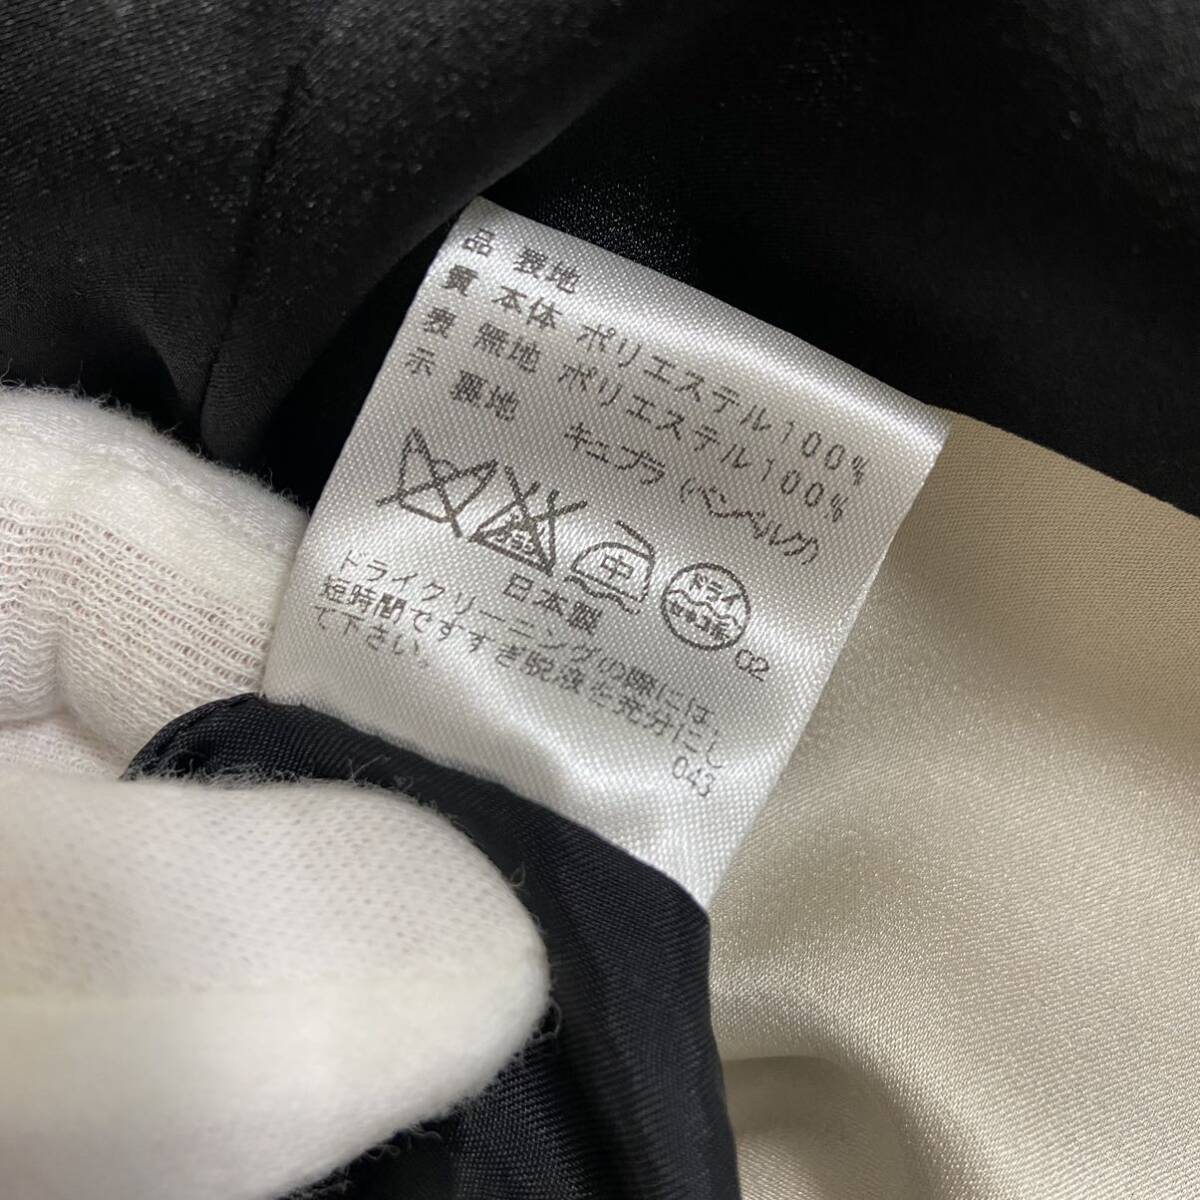 品 表地
質 本体 ポリエステル100%
表 無地 ポリエステル100%
示 裏地 キュプラ (ベンベルグ)
中 ドライ
日本製 02
ドライクリーニングの際には
短時間ですすぎ脱液を充分にし
て下さい。 043